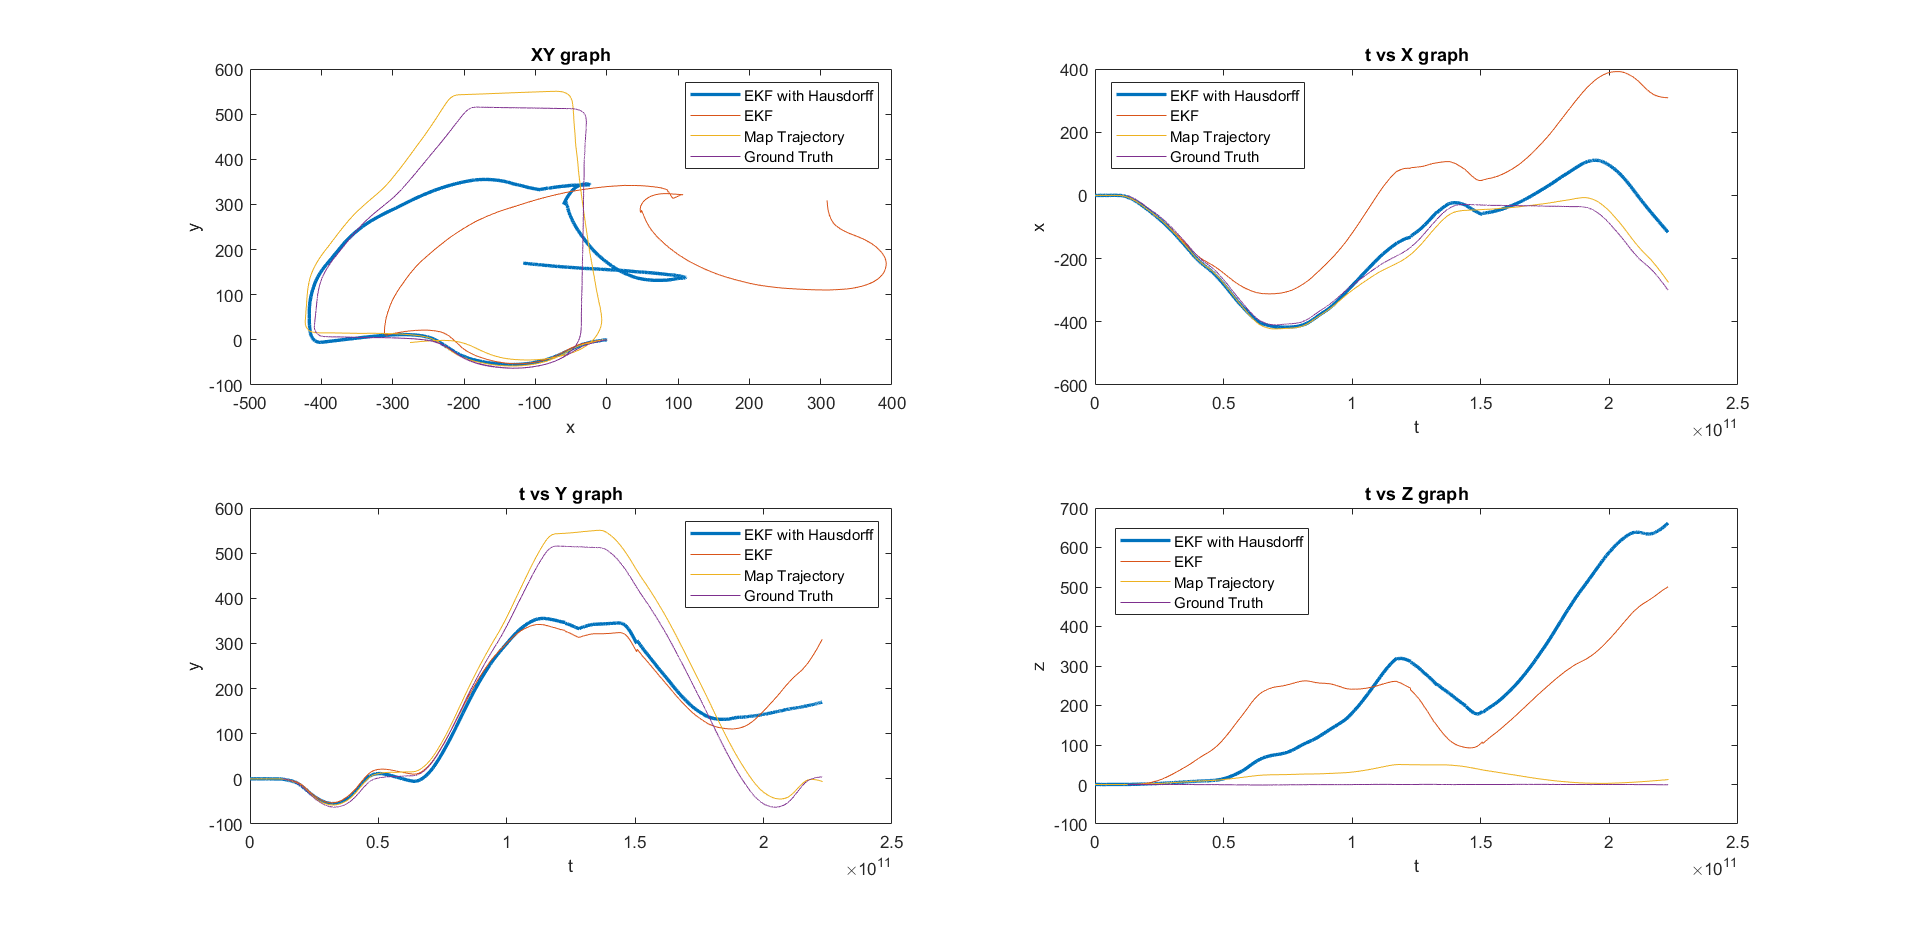 XY graph
600
500
400
300
200
100
0
-100
y
-500 -400 -300 -200 -100 0 100 200 300 400
x
EKF with Hausdorff
EKF
Map Trajectory
Ground Truth
t vs X graph
400
200
0
-200
-400
-600
x
0 0.5 1 1.5 2 2.5
t
×10^11
EKF with Hausdorff
EKF
Map Trajectory
Ground Truth
t vs Y graph
600
500
400
300
200
100
0
-100
y
0 0.5 1 1.5 2 2.5
t
×10^11
EKF with Hausdorff
EKF
Map Trajectory
Ground Truth
t vs Z graph
700
600
500
400
300
200
100
0
-100
z
0 0.5 1 1.5 2 2.5
t
×10^11
EKF with Hausdorff
EKF
Map Trajectory
Ground Truth